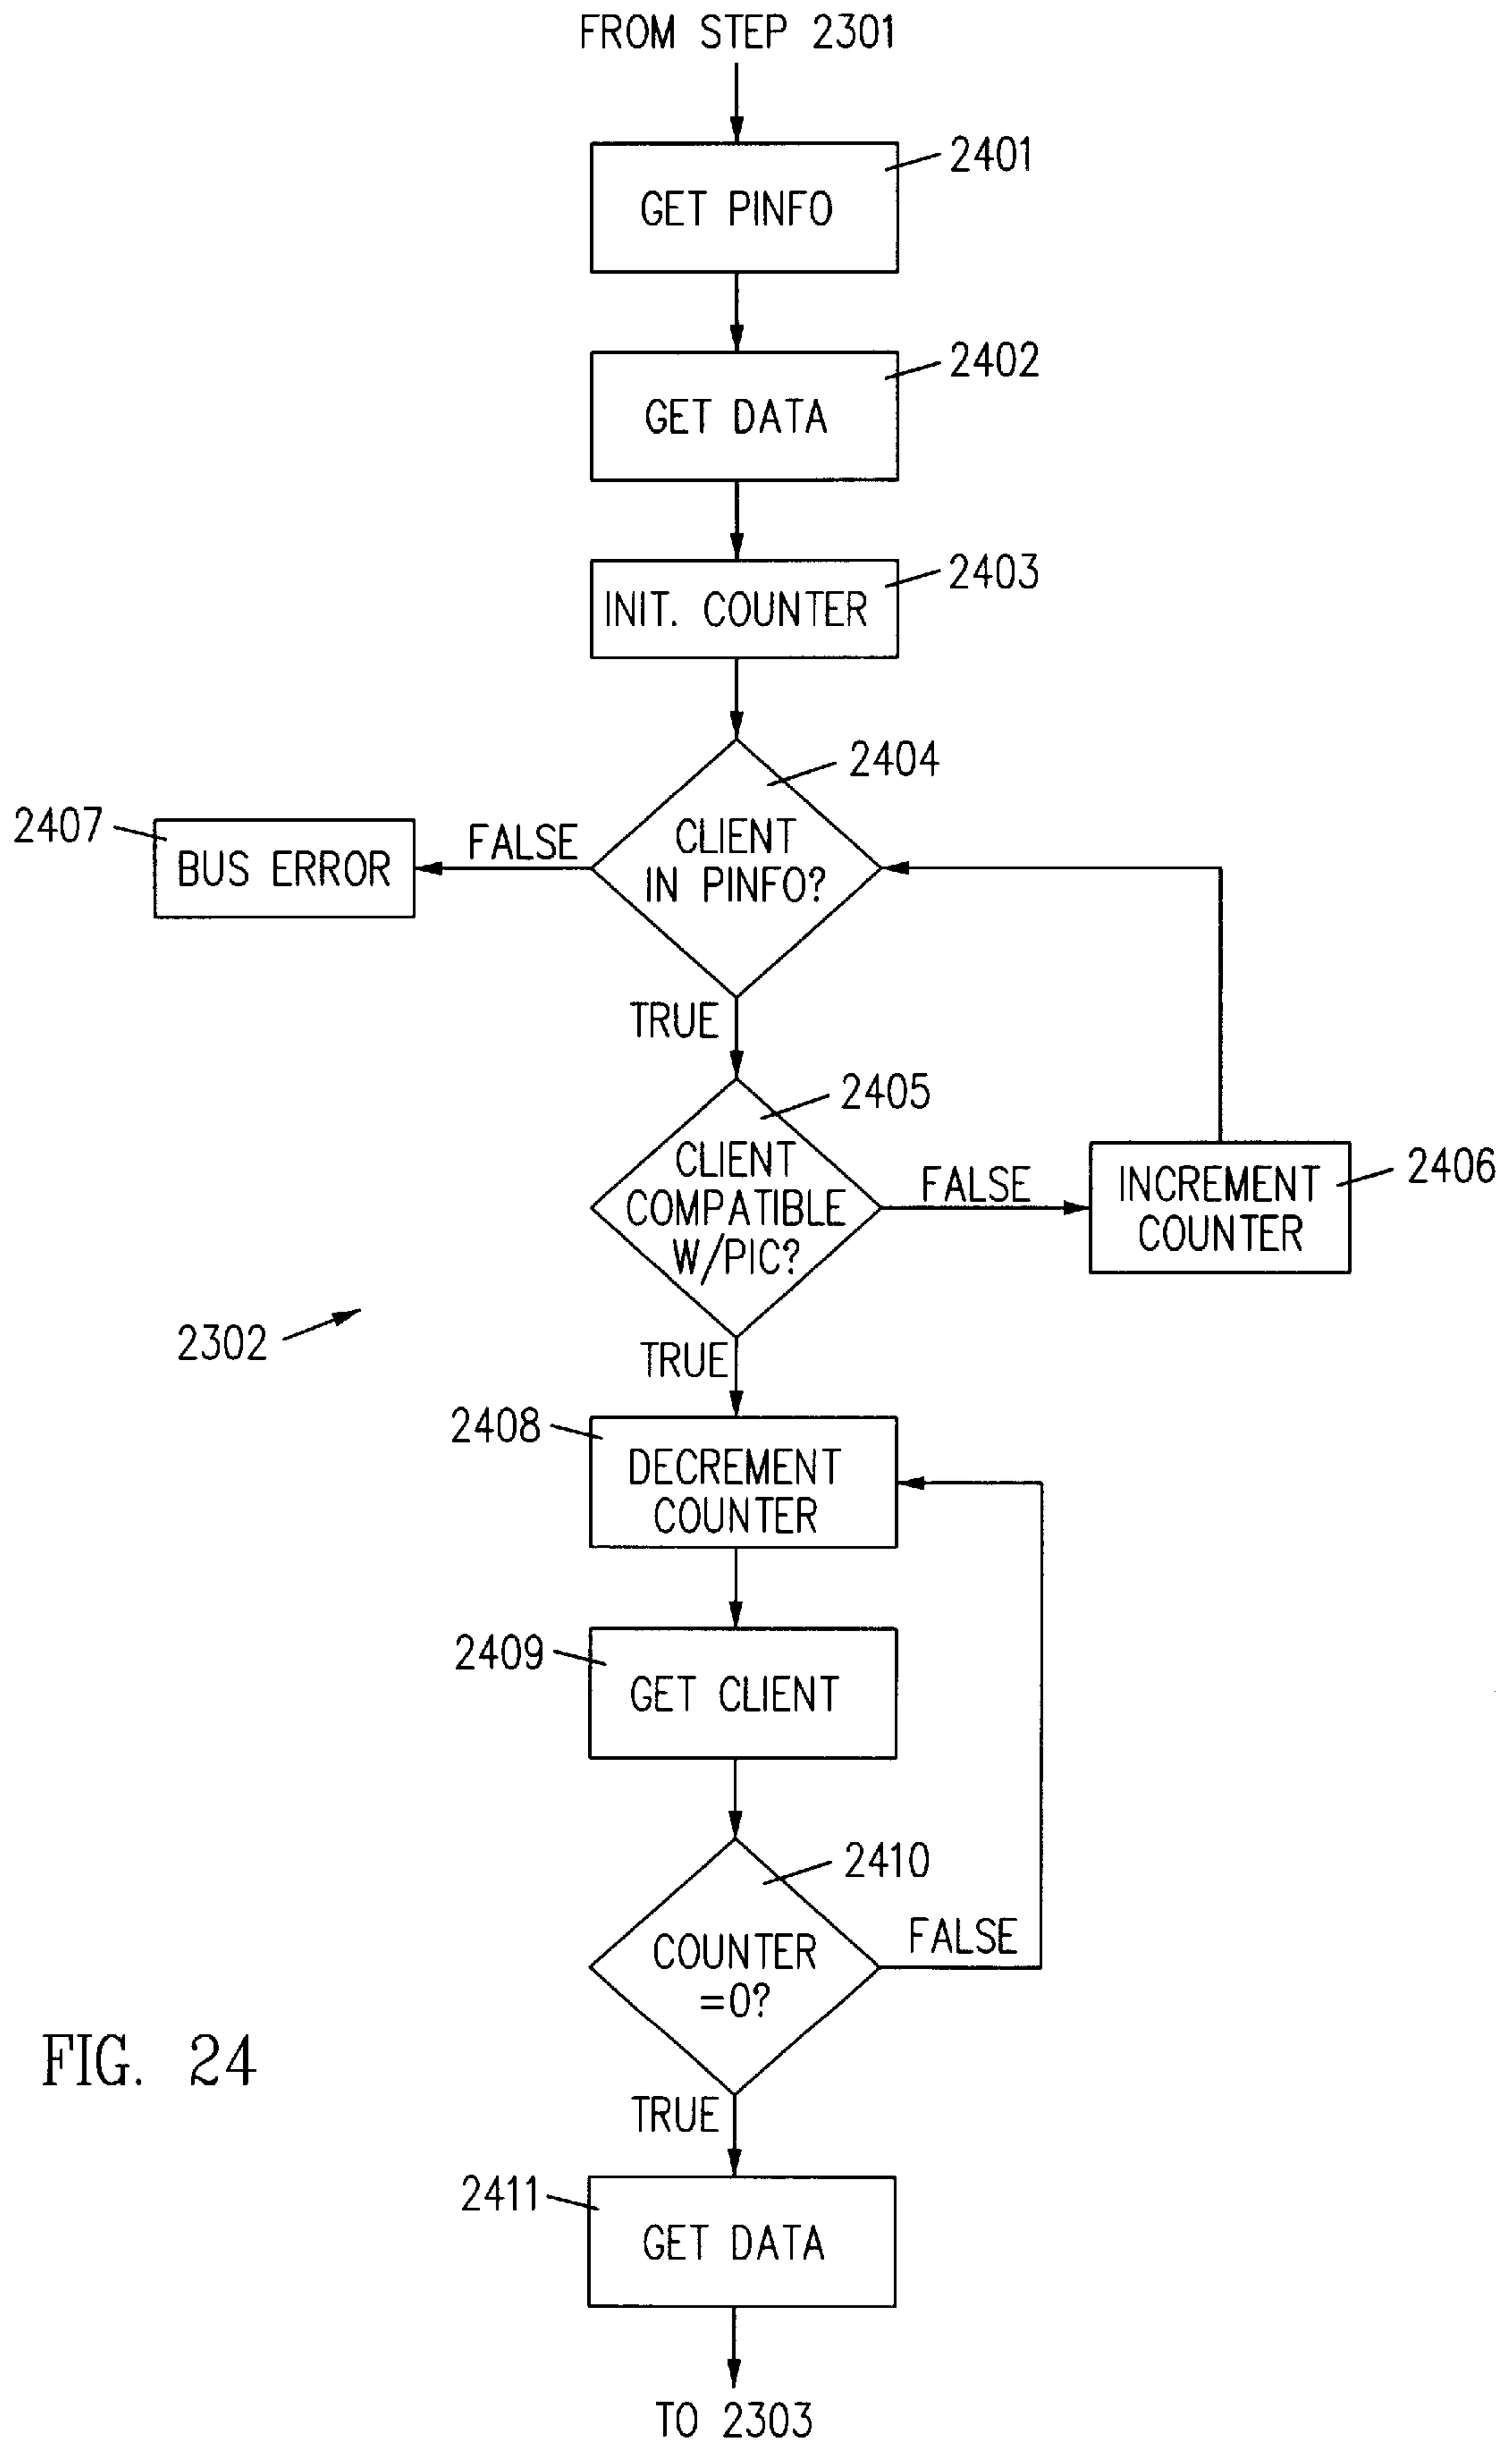 FROM STEP 2301
2401
GET PINFO
2402
GET DATA
2403
INIT. COUNTER
2404
CLIENT
IN PINFO?
FALSE
2407
BUS ERROR
TRUE
2405
CLIENT
COMPATIBLE
W/PIC?
FALSE
2406
INCREMENT
COUNTER
2302
TRUE
2408
DECREMENT
COUNTER
2409
GET CLIENT
2410
COUNTER
=0?
FALSE
FIG. 24
TRUE
2411
GET DATA
TO 2303